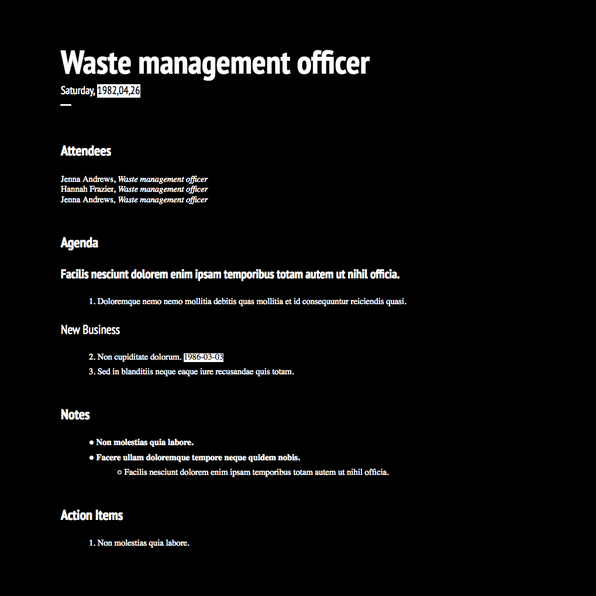 Waste management officer
Saturday, 1982,04,26
Attendees
Jenna Andrews, Waste management officer
Hannah Frazier, Waste management officer
Jenna Andrews, Waste management officer
Agenda
Facilis nesciunt dolorem enim ipsam temporibus totam autem ut nihil officia.
1. Doloremque nemo nemo mollitia debitis quas mollitia et id consequuntur reiciendis quasi.
New Business
2. Non cupiditate dolorum. 1986-03-03
3. Sed in blanditiis neque eaque iure recusandae quis totam.
Notes
● Non molestias quia labore.
● Facere ullam doloremque tempore neque quidem nobis.
○ Facilis nesciunt dolorem enim ipsam temporibus totam autem ut nihil officia.
Action Items
1. Non molestias quia labore.